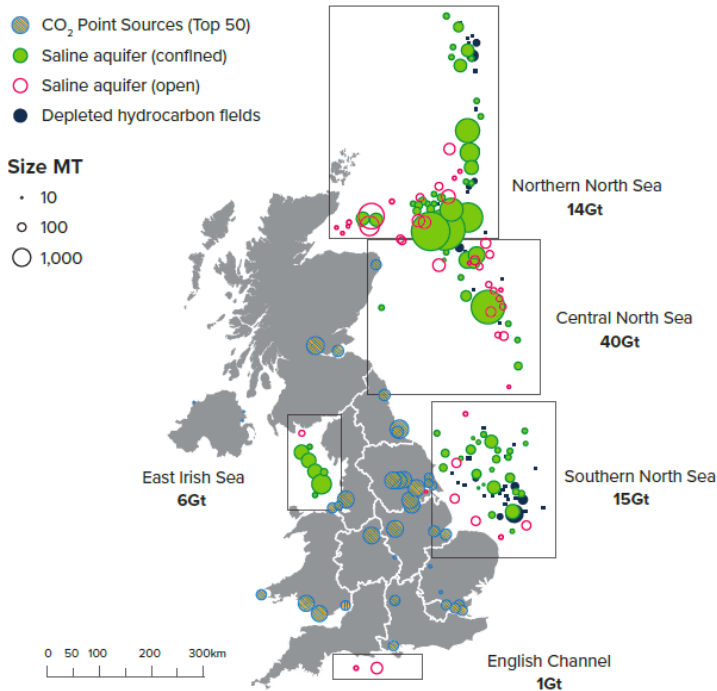 CO₂ Point Sources (Top 50)
Saline aquifer (confined)
Saline aquifer (open)
Depleted hydrocarbon fields
Size MT
10
100
1,000
Northern North Sea
14Gt
Central North Sea
40Gt
East Irish Sea
6Gt
Southern North Sea
15Gt
0 50 100 200 300km
English Channel
1Gt